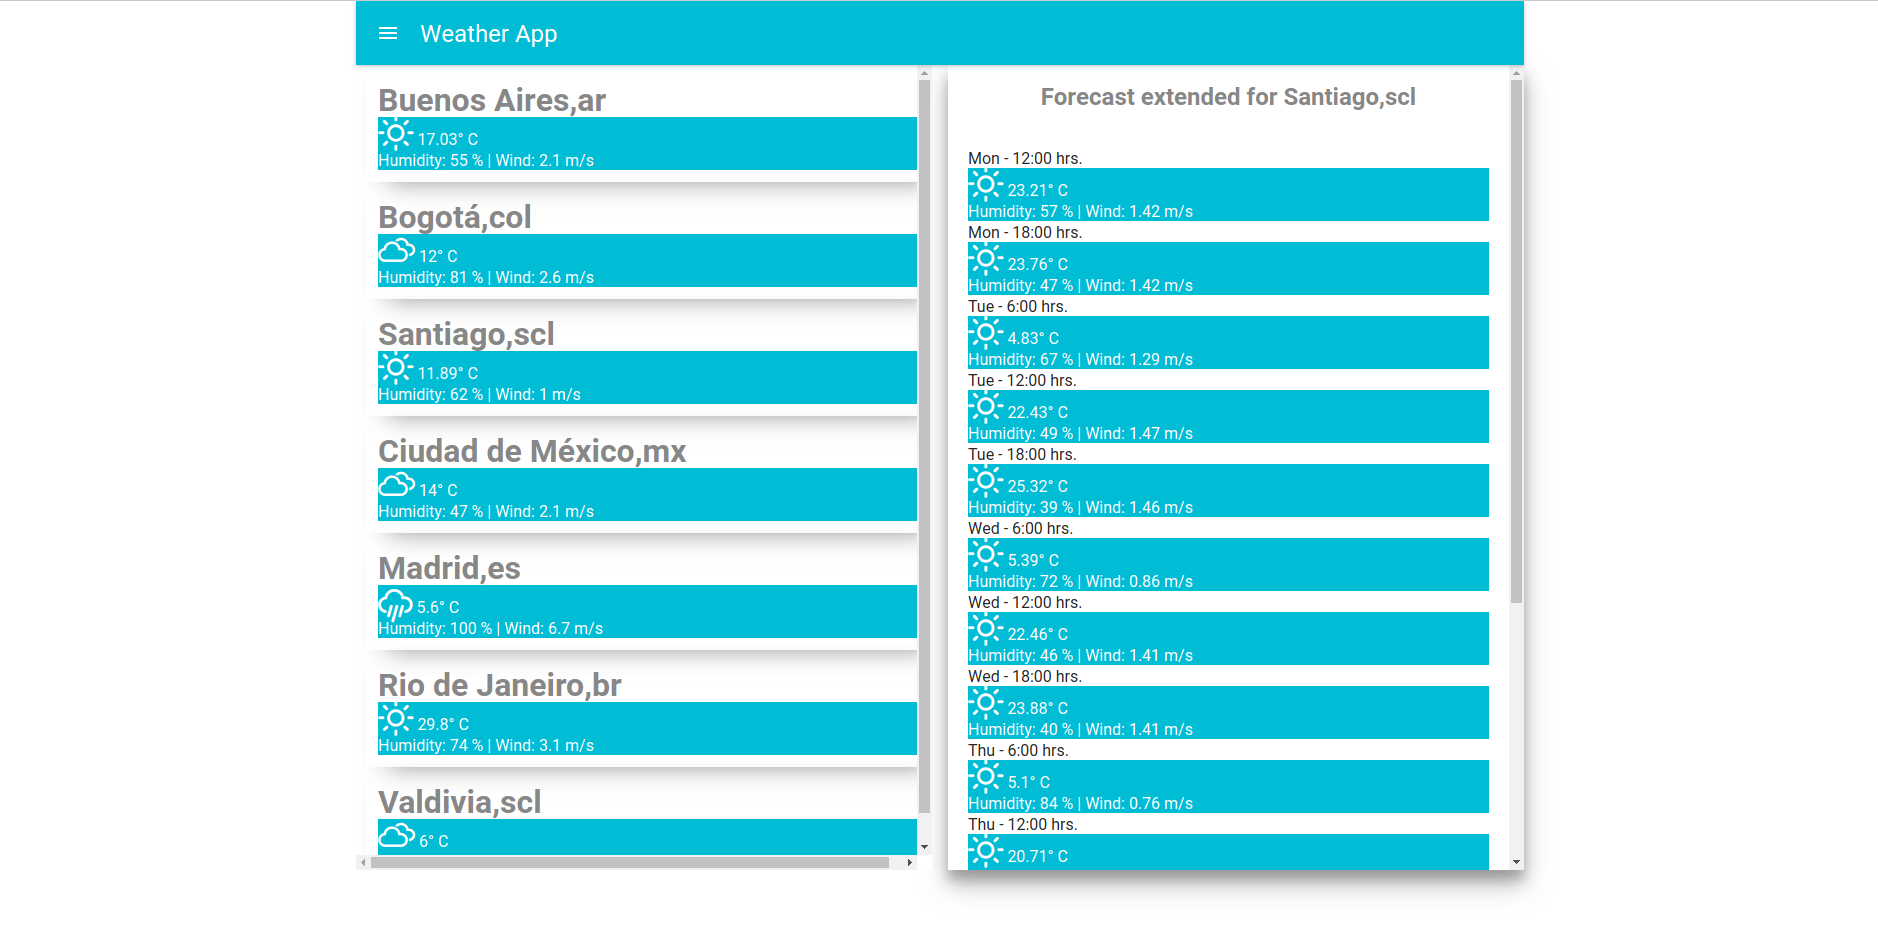 Weather App
Buenos Aires,ar
17.03° C
Humidity: 55 % | Wind: 2.1 m/s
Bogotá,col
12° C
Humidity: 81 % | Wind: 2.6 m/s
Santiago,scl
11.89° C
Humidity: 62 % | Wind: 1 m/s
Ciudad de México,mx
14° C
Humidity: 47 % | Wind: 2.1 m/s
Madrid,es
5.6° C
Humidity: 100 % | Wind: 6.7 m/s
Rio de Janeiro,br
29.8° C
Humidity: 74 % | Wind: 3.1 m/s
Valdivia,scl
6° C
Forecast extended for Santiago,scl
Mon - 12:00 hrs.
23.21° C
Humidity: 57 % | Wind: 1.42 m/s
Mon - 18:00 hrs.
23.76° C
Humidity: 47 % | Wind: 1.42 m/s
Tue - 6:00 hrs.
4.83° C
Humidity: 67 % | Wind: 1.29 m/s
Tue - 12:00 hrs.
22.43° C
Humidity: 49 % | Wind: 1.47 m/s
Tue - 18:00 hrs.
25.32° C
Humidity: 39 % | Wind: 1.46 m/s
Wed - 6:00 hrs.
5.39° C
Humidity: 72 % | Wind: 0.86 m/s
Wed - 12:00 hrs.
22.46° C
Humidity: 46 % | Wind: 1.41 m/s
Wed - 18:00 hrs.
23.88° C
Humidity: 40 % | Wind: 1.41 m/s
Thu - 6:00 hrs.
5.1° C
Humidity: 84 % | Wind: 0.76 m/s
Thu - 12:00 hrs.
20.71° C